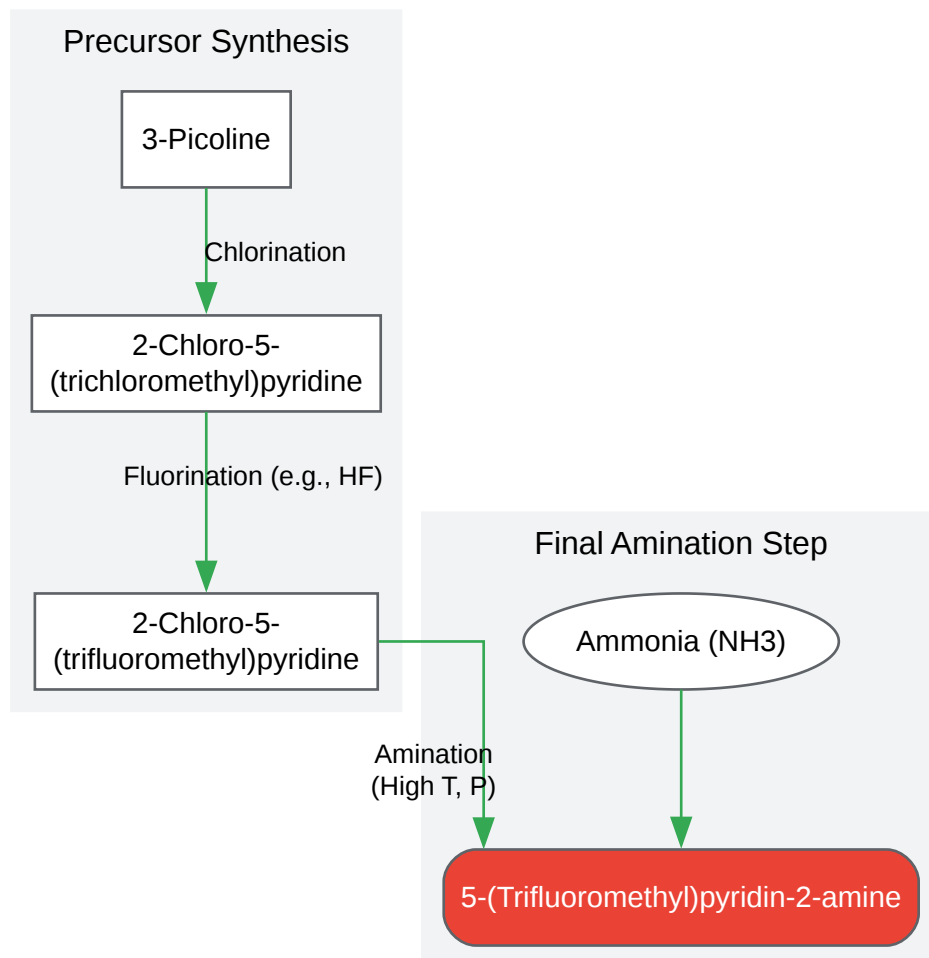 Precursor Synthesis
3-Picoline
Chlorination
2-Chloro-5-
(trichloromethyl)pyridine
Fluorination (e.g., HF)
2-Chloro-5-
(trifluoromethyl)pyridine
Final Amination Step
Ammonia (NH3)
Amination
(High T, P)
5-(Trifluoromethyl)pyridin-2-amine